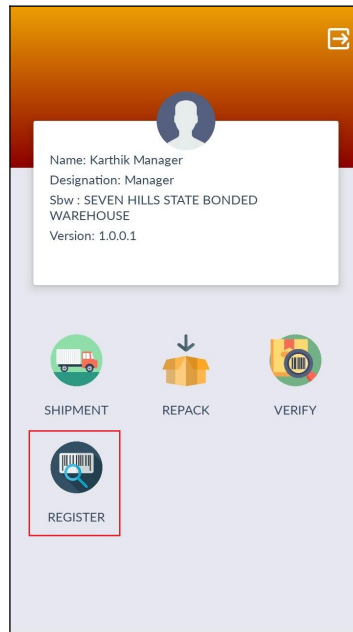 Name: Karthik Manager
Designation: Manager
Sbw : SEVEN HILLS STATE BONDED
WAREHOUSE
Version: 1.0.0.1
SHIPMENT
REPACK
VERIFY
REGISTER